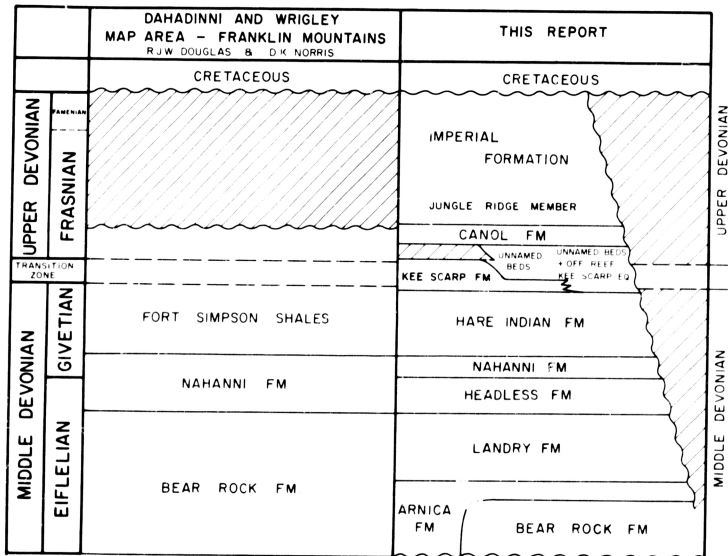 DAHADINNI AND WRIGLEY
MAP AREA – FRANKLIN MOUNTAINS
R.J.W. DOUGLAS & D.K. NORRIS
THIS REPORT
CRETACEOUS
CRETACEOUS
UPPER DEVONIAN
FAMENIAN
FRASNIAN
TRANSITION
ZONE
MIDDLE DEVONIAN
GIVETIAN
EIFLELIAN
FORT SIMPSON SHALES
NAHANNI FM
BEAR ROCK FM
IMPERIAL
FORMATION
JUNGLE RIDGE MEMBER
CANOL FM
UNNAMED
BEDS
UNNAMED BEDS
+ OFF REEF
KEE SCARP EQ
KEE SCARP FM
HARE INDIAN FM
NAHANNI FM
HEADLESS FM
LANDRY FM
ARNICA
FM
BEAR ROCK FM
UPPER DEVONIAN
MIDDLE DEVONIAN